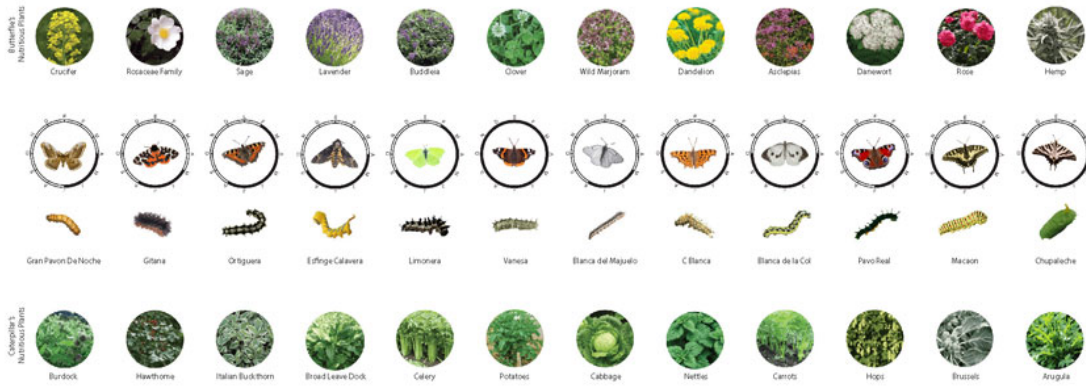 Butterflie's
Nutritious Plants
Crucifer
Rosaceae Family
Sage
Lavender
Buddleia
Clover
Wild Marjoram
Dandelion
Asclepias
Danewort
Rose
Hemp
Gran Pavon De Noche
Gitana
Ortiguera
Esfinge Calavera
Limonera
Vanesa
Blanca del Majuelo
C Blanca
Blanca de la Col
Pavo Real
Macaon
Chupaleche
Caterpillar's
Nutritious Plants
Burdock
Hawthorne
Italian Buckthorn
Broad Leave Dock
Celery
Potatoes
Cabbage
Nettles
Carrots
Hops
Brussels
Arugula